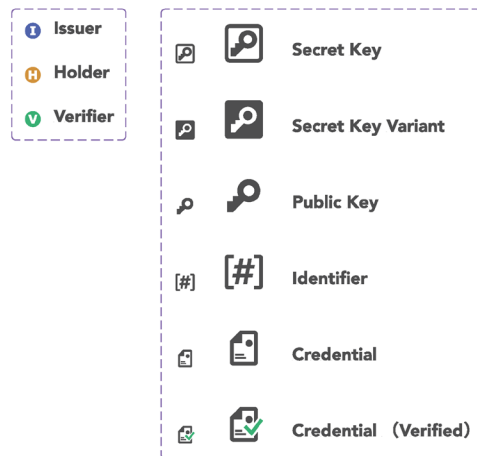 I Issuer
H Holder
V Verifier
Secret Key
Secret Key Variant
Public Key
[#] [#] Identifier
Credential
Credential (Verified)